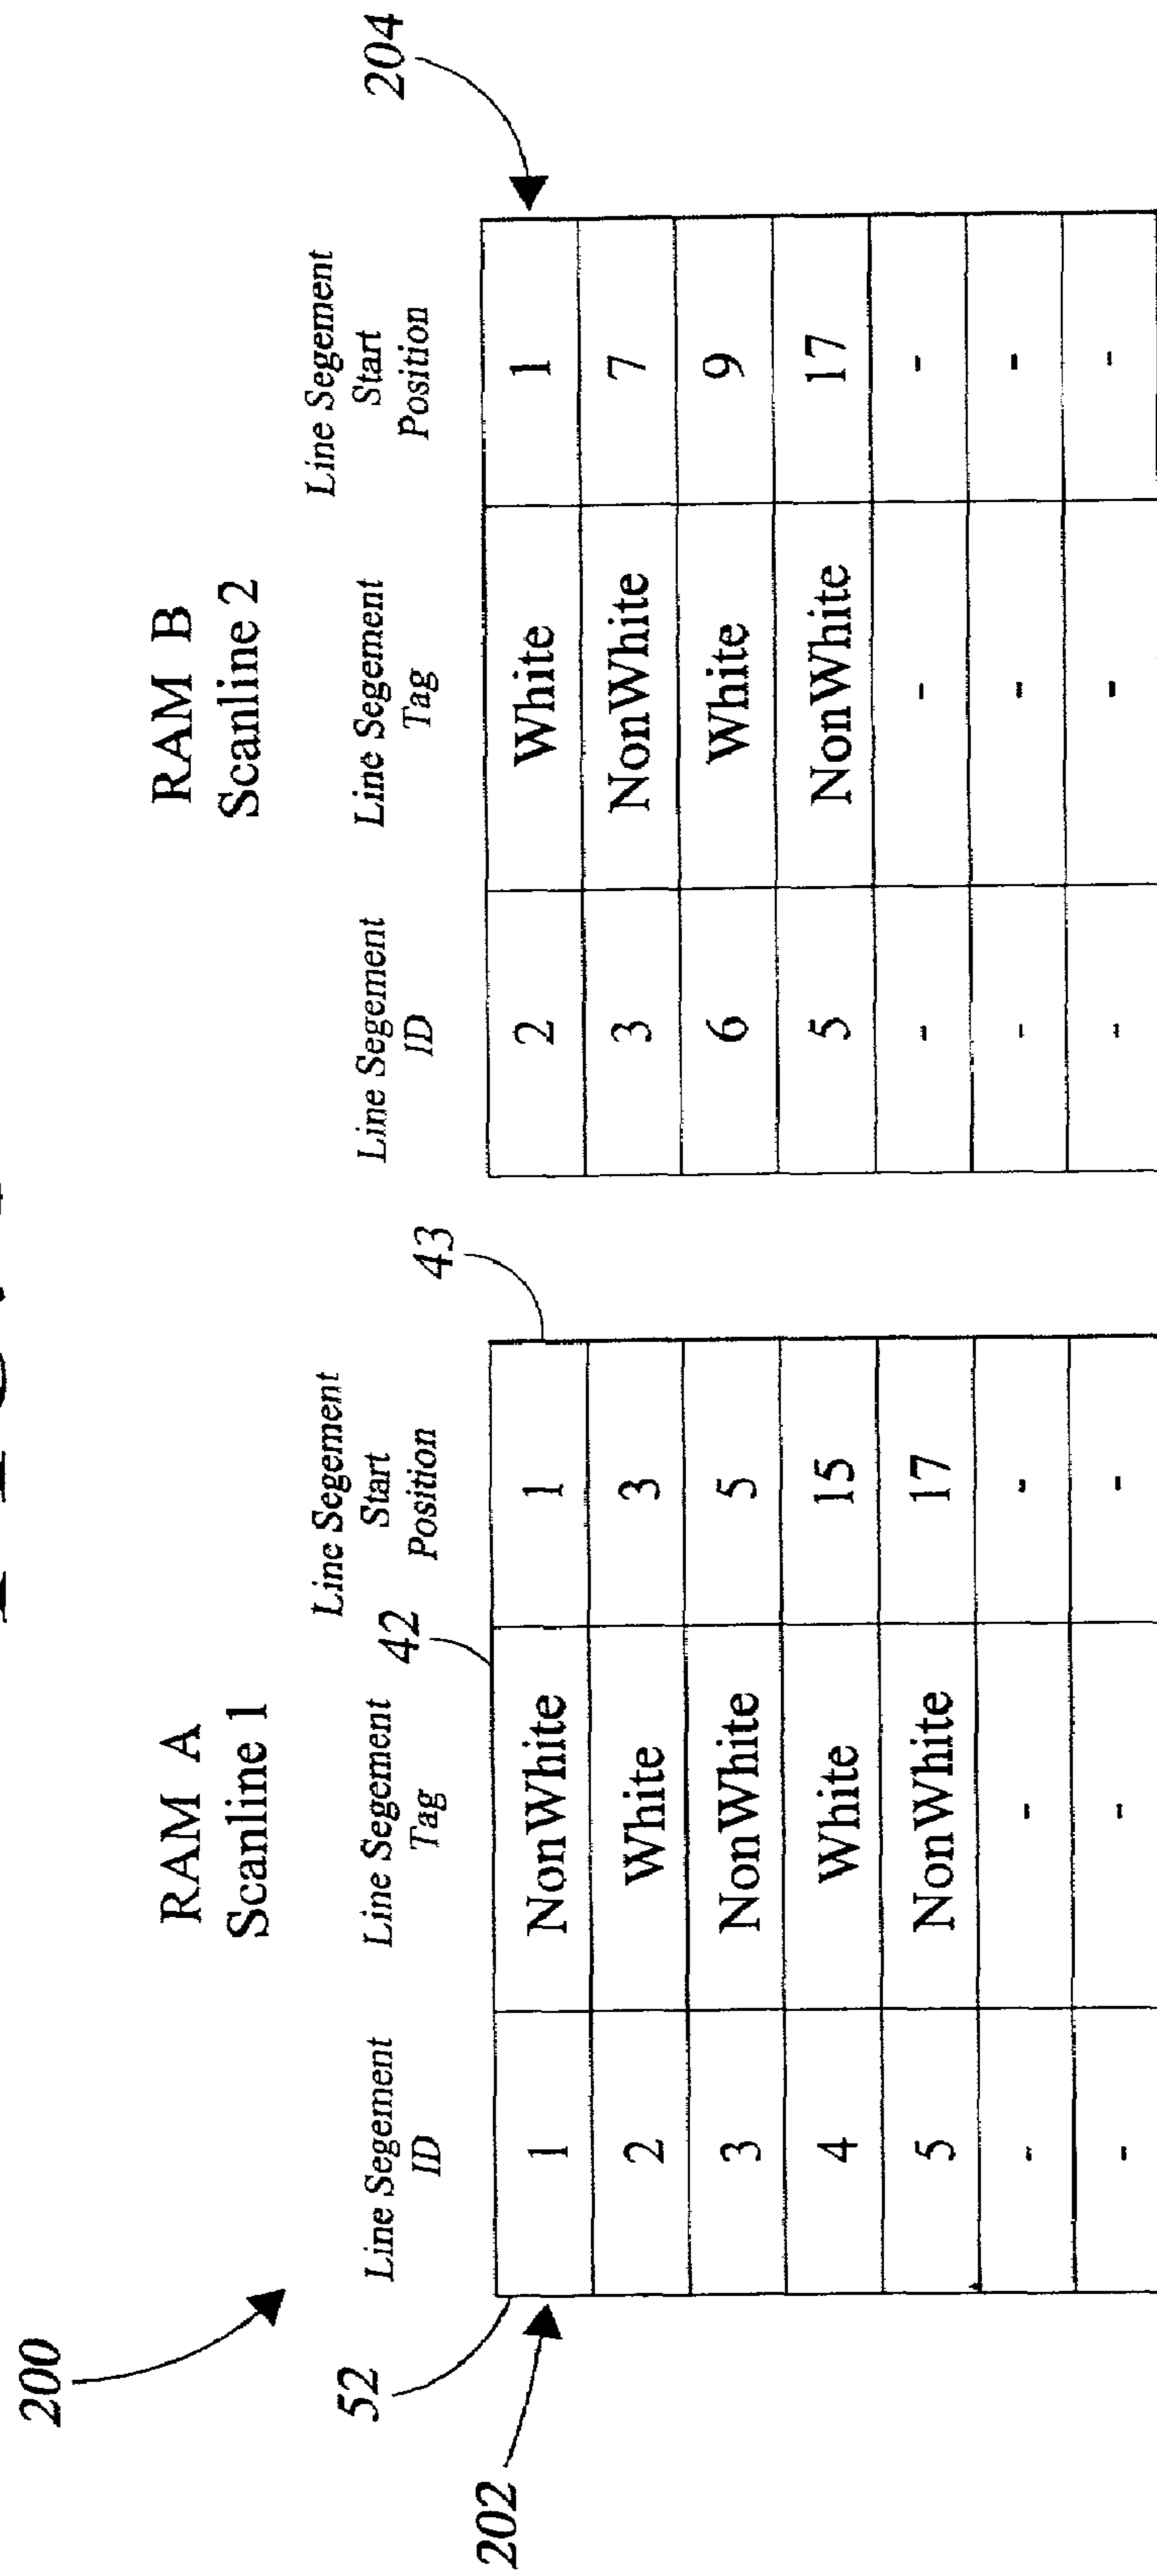 200
RAM A
Scanline 1
RAM B
Scanline 2
52
202
42
43
204
Line Segement ID
Line Segement Tag
Line Segement Start Position
1 NonWhite 1
2 White 3
3 NonWhite 5
4 White 15
5 NonWhite 17
- - -
- - -
Line Segement ID
Line Segement Tag
Line Segement Start Position
2 White 1
3 NonWhite 7
6 White 9
5 NonWhite 17
- - -
- - -
- - -